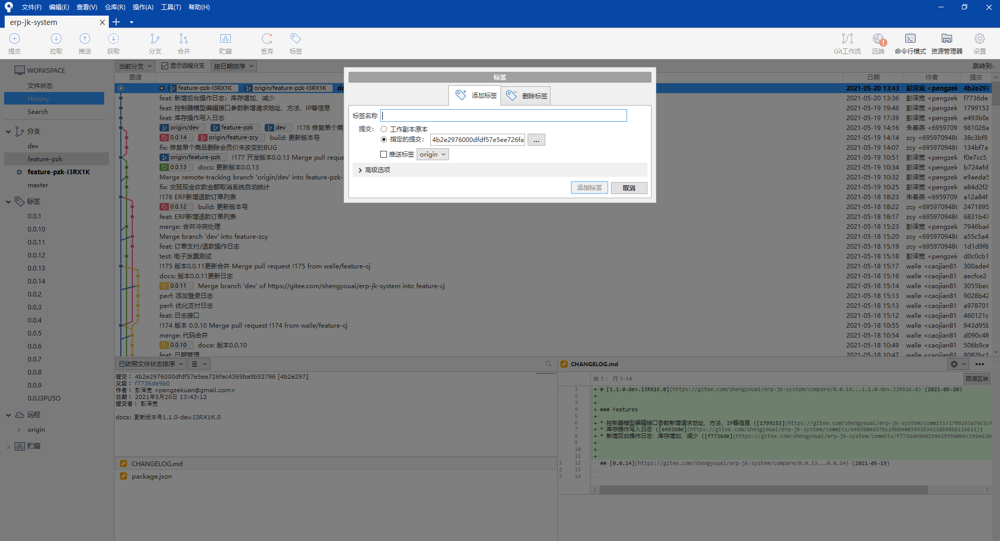 文件(F) 编辑(E) 查看(V) 仓库(R) 操作(A) 工具(T) 帮助(H)
erp-jk-system
提交 拉取 推送 获取 分支 合并 贮藏 丢弃 标签 Git工作流 远端 命令行模式 资源管理器 设置
WORKSPACE
文件状态
History
Search
分支
dev
feature-pzk
feature-pzk-I3RX1K
master
标签
0.0.1
0.0.10
0.0.11
0.0.12
0.0.13
0.0.14
0.0.2
0.0.3
0.0.4
0.0.5
0.0.6
0.0.7
0.0.8
0.0.9
0.0.I3PU5O
远程
origin
贮藏
当前分支 显示远程分支 按日期排序 跳转到:
图谱 日期 作者 提交
feature-pzk-I3RX1K origin/feature-pzk-I3RX1K 2021-05-20 13:43 彭泽宽 <pengzek 4b2e297
feat: 新增后台操作日志：库存增加、减少 2021-05-20 13:36 彭泽宽 <pengzek f7736de
feat: 控制器模型编辑接口参数新增请求地址、方法、IP等信息 2021-05-19 19:46 彭泽宽 <pengzek 1799153
feat: 库存操作写入日志 2021-05-19 17:39 彭泽宽 <pengzek e493b0e
origin/dev feature-pzk dev !178 修复单个商 2021-05-19 14:16 朱春燕 <6959709 981026a
0.0.14 origin/feature-zcy build: 更新版本号 2021-05-19 14:14 zcy <695970948( 38c3bf9
fix: 修复单个商品删除会员价未改变的BUG 2021-05-19 14:07 zcy <695970948( 134bf7a
origin/feature-pzk !177 开发版本0.0.13 Merge pull reque 2021-05-19 10:51 彭泽宽 <pengzek f0e7cc5
0.0.13 docs: 更新版本0.0.13 2021-05-19 10:34 彭泽宽 <pengzek b724afd
Merge remote-tracking branch 'origin/dev' into feature-pzk- 2021-05-19 10:32 彭泽宽 <pengzek e9aeda5
fix: 交班现金收款金额取消系统自动统计 2021-05-19 10:25 彭泽宽 <pengzek a84d2f2
!176 ERP新增退款订单列表 2021-05-18 18:23 朱春燕 <6959709 a12a84f
0.0.12 build: 更新版本号 2021-05-18 18:22 zcy <695970948( 2471895
feat: ERP新增退款订单列表 2021-05-18 18:17 zcy <695970948( 6831b47
merge: 合并冲突处理 2021-05-18 15:23 彭泽宽 <pengzek 7946ba4
Merge branch 'dev' into feature-zcy 2021-05-18 15:20 zcy <695970948( a55c5a4
feat: 订单支付/退款操作日志 2021-05-18 15:19 zcy <695970948( 1d1d9f8
test: 电子发票测试 2021-05-18 15:18 彭泽宽 <pengzek d0c0cb1
!175 版本0.0.11更新合并 Merge pull request !175 from walle/feature-cj 2021-05-18 15:17 walle <caojian81 300ade4
docs: 版本0.0.11更新日志 2021-05-18 15:16 walle <caojian81 aecfce2
0.0.11 Merge branch 'dev' of https://gitee.com/shengyouai/erp-jk-system into feature-cj 2021-05-18 15:14 walle <caojian81 3055bec
perf: 添加登录日志 2021-05-18 15:13 walle <caojian81 9028b42
perf: 优化支付日志 2021-05-18 15:13 walle <caojian81 a978701
feat: 日志接口 2021-05-18 15:12 walle <caojian81 460121c
!174 版本 0.0.10 Merge pull request !174 from walle/feature-cj 2021-05-18 10:55 walle <caojian81 943d95b
merge: 代码合并 2021-05-18 10:54 walle <caojian81 d090c48
0.0.10 doce: 版本0.0.10 2021-05-18 10:49 walle <caojian81 506b9ce
feat: 日期管理 2021-05-18 10:47 walle <caojian81 8082bc1
标签
添加标签 删除标签
标签名称
提交: 工作副本原本
指定的提交: 4b2e2976000dfdf57e5ee726fa ...
推送标签 origin
高级选项
添加标签 取消
已依照文件状态排序
提交: 4b2e2976000dfdf57e5ee726fac4369ba8b52796 [4b2e297]
父级: f7736de9b0
作者: 彭泽宽 <pengzekuan@gmail.com>
日期: 2021年5月20日 13:43:12
提交者: 彭泽宽
docs: 更新版本号1.1.0-dev.I3RX1K.0
CHANGELOG.md
package.json
CHANGELOG.md
块 1: 行 1-14 回滚区块
1 + # [1.1.0-dev.I3RX1K.0](https://gitee.com/shengyouai/erp-jk-system/compare/0.0.14...1.1.0-dev.I3RX1K.0) (2021-05-20)
2 +
3 +
4 + ### Features
5 +
6 + * 控制器模型编辑接口参数新增请求地址、方法、IP等信息 ([1799153](https://gitee.com/shengyouai/erp-jk-system/commits/1799153a76c5c4
7 + * 库存操作写入日志 ([e493b0e](https://gitee.com/shengyouai/erp-jk-system/commits/e493b0e697bc29bbe003991b34238b98b6115611))
8 + * 新增后台操作日志：库存增加、减少 ([f7736de](https://gitee.com/shengyouai/erp-jk-system/commits/f7736de9b0299e29f9a0bec195e63b
9 +
10 +
11 +
1 12 ## [0.0.14](https://gitee.com/shengyouai/erp-jk-system/compare/0.0.13...0.0.14) (2021-05-19)
2 13
3 14